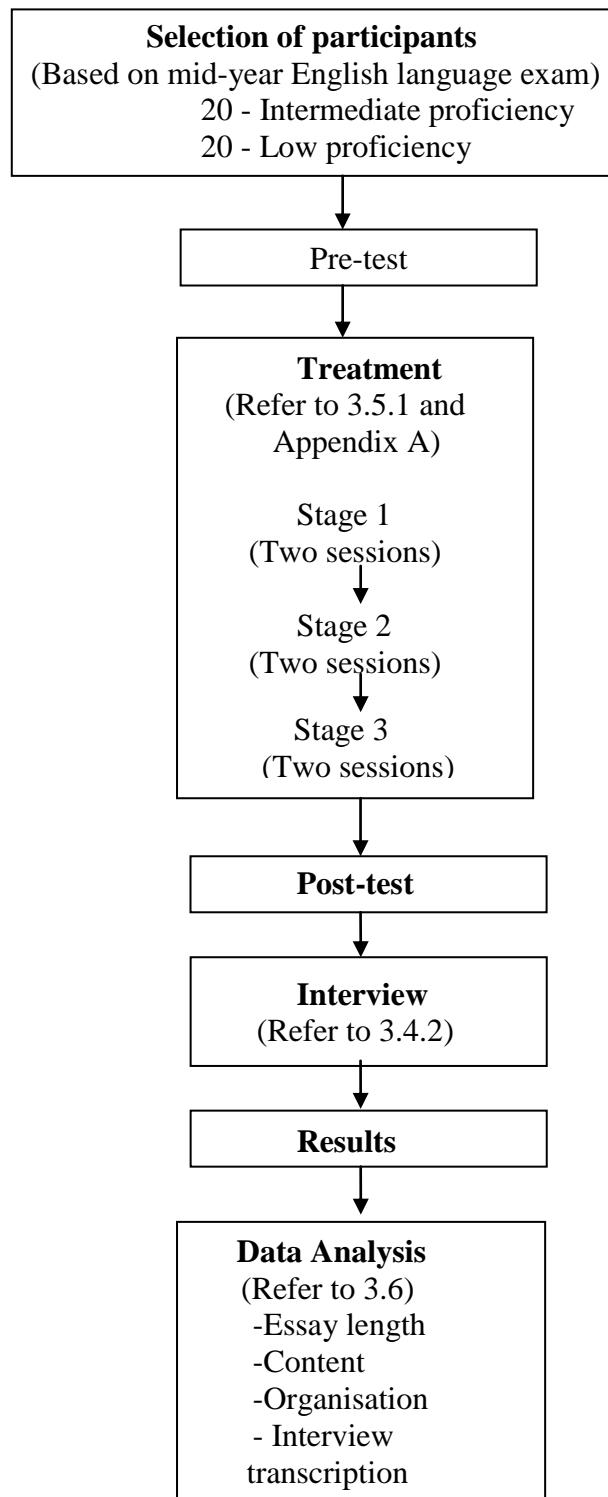 Selection of participants
(Based on mid-year English language exam)
20 - Intermediate proficiency
20 - Low proficiency
Pre-test
Treatment
(Refer to 3.5.1 and
Appendix A)
Stage 1
(Two sessions)
Stage 2
(Two sessions)
Stage 3
(Two sessions)
Post-test
Interview
(Refer to 3.4.2)
Results
Data Analysis
(Refer to 3.6)
-Essay length
-Content
-Organisation
- Interview
transcription